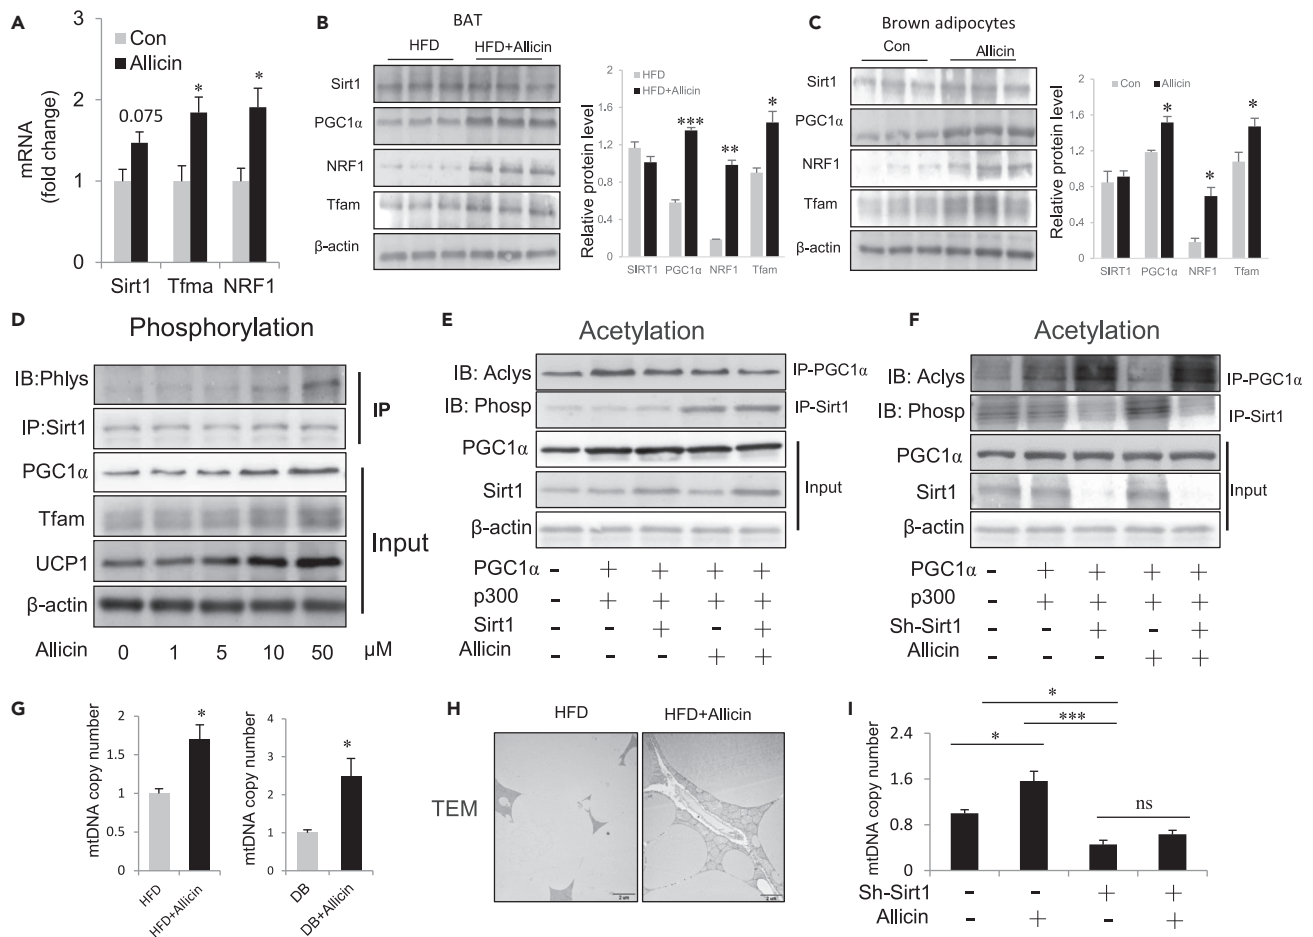 A
3
2
1
0
mRNA
(fold change)
Con
Allicin
0.075
*
*
Sirt1 Tfma NRF1
B
BAT
HFD HFD+Allicin
Sirt1
PGC1α
NRF1
Tfam
β-actin
HFD
HFD+Allicin
Relative protein level
1.8
1.2
0.6
0
***
**
*
SIRT1 PGC1α NRF1 Tfam
C
Brown adipocytes
Con Allicin
Sirt1
PGC1α
NRF1
Tfam
β-actin
Con Allicin
Relative protein level
1.8
1.2
0.6
0
*
*
*
SIRT1 PGC1α NRF1 Tfam
D
Phosphorylation
IB:Phlys
IP:Sirt1
IP
PGC1α
Tfam
UCP1
β-actin
Input
Allicin 0 1 5 10 50 μM
E
Acetylation
IB: Aclys IP-PGC1α
IB: Phosp IP-Sirt1
PGC1α
Sirt1
β-actin
Input
PGC1α - + + + +
p300 - + + + +
Sirt1 - - + - +
Allicin - - - + +
F
Acetylation
IB: Aclys IP-PGC1α
IB: Phosp IP-Sirt1
PGC1α
Sirt1
β-actin
Input
PGC1α - + + + +
p300 - + + + +
Sh-Sirt1 - - + - +
Allicin - - - + +
G
mtDNA copy number
2
1.5
1
0.5
0
*
HFD
HFD+Allicin
mtDNA copy number
4
3
2
1
0
*
DB
DB+Allicin
H
HFD HFD+Allicin
TEM
2 um
2 um
I
mtDNA copy number
2.4
1.6
0.8
0
*
***
*
ns
Sh-Sirt1 - - + +
Allicin - + - +